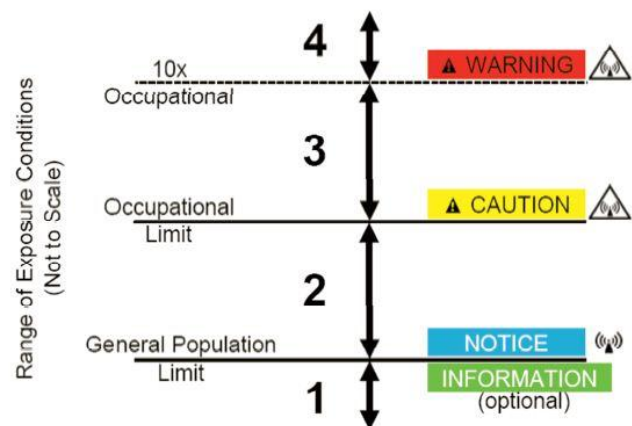 4
10x
Occupational
WARNING
3
Occupational
Limit
CAUTION
2
General Population
Limit
NOTICE
INFORMATION
(optional)
1
Range of Exposure Conditions
(Not to Scale)